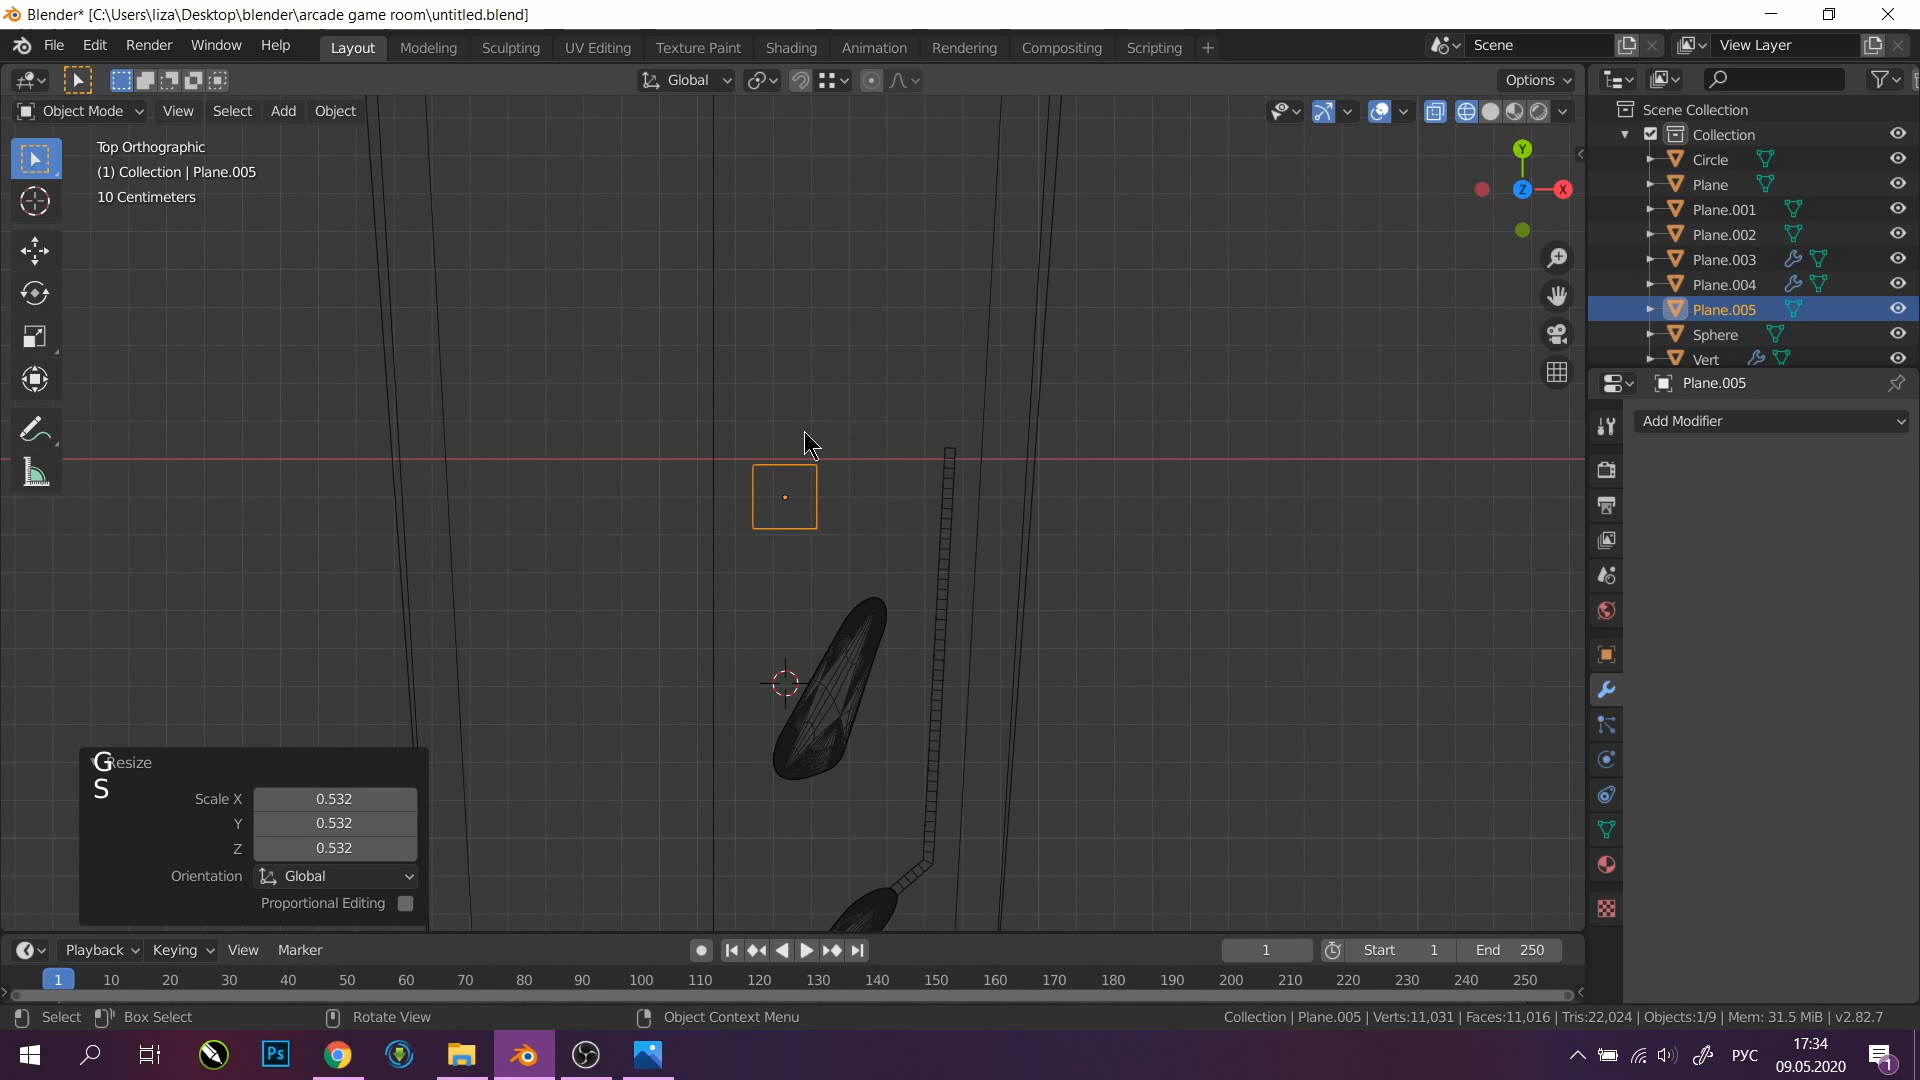 Blender* [C:\Users\liza\Desktop\blender\arcade game room\untitled.blend]
File Edit Render Window Help Layout Modeling Sculpting UV Editing Texture Paint Shading Animation Rendering Compositing Scripting + Scene View Layer
Global Options
Object Mode View Select Add Object
Top Orthographic
(1) Collection | Plane.005
10 Centimeters
Y
Z
X
Scene Collection
Collection
Circle
Plane
Plane.001
Plane.002
Plane.003
Plane.004
Plane.005
Sphere
Vert
Plane.005
Add Modifier
G
Resize
S
Scale X 0.532
Y 0.532
Z 0.532
Orientation Global
Proportional Editing
Playback Keying View Marker 1 Start 1 End 250
1 10 20 30 40 50 60 70 80 90 100 110 120 130 140 150 160 170 180 190 200 210 220 230 240 250
Select Box Select Rotate View Object Context Menu Collection | Plane.005 | Verts:11,031 | Faces:11,016 | Tris:22,024 | Objects:1/9 | Mem: 31.5 MiB | v2.82.7
Ps
РУС
17:34
09.05.2020
1